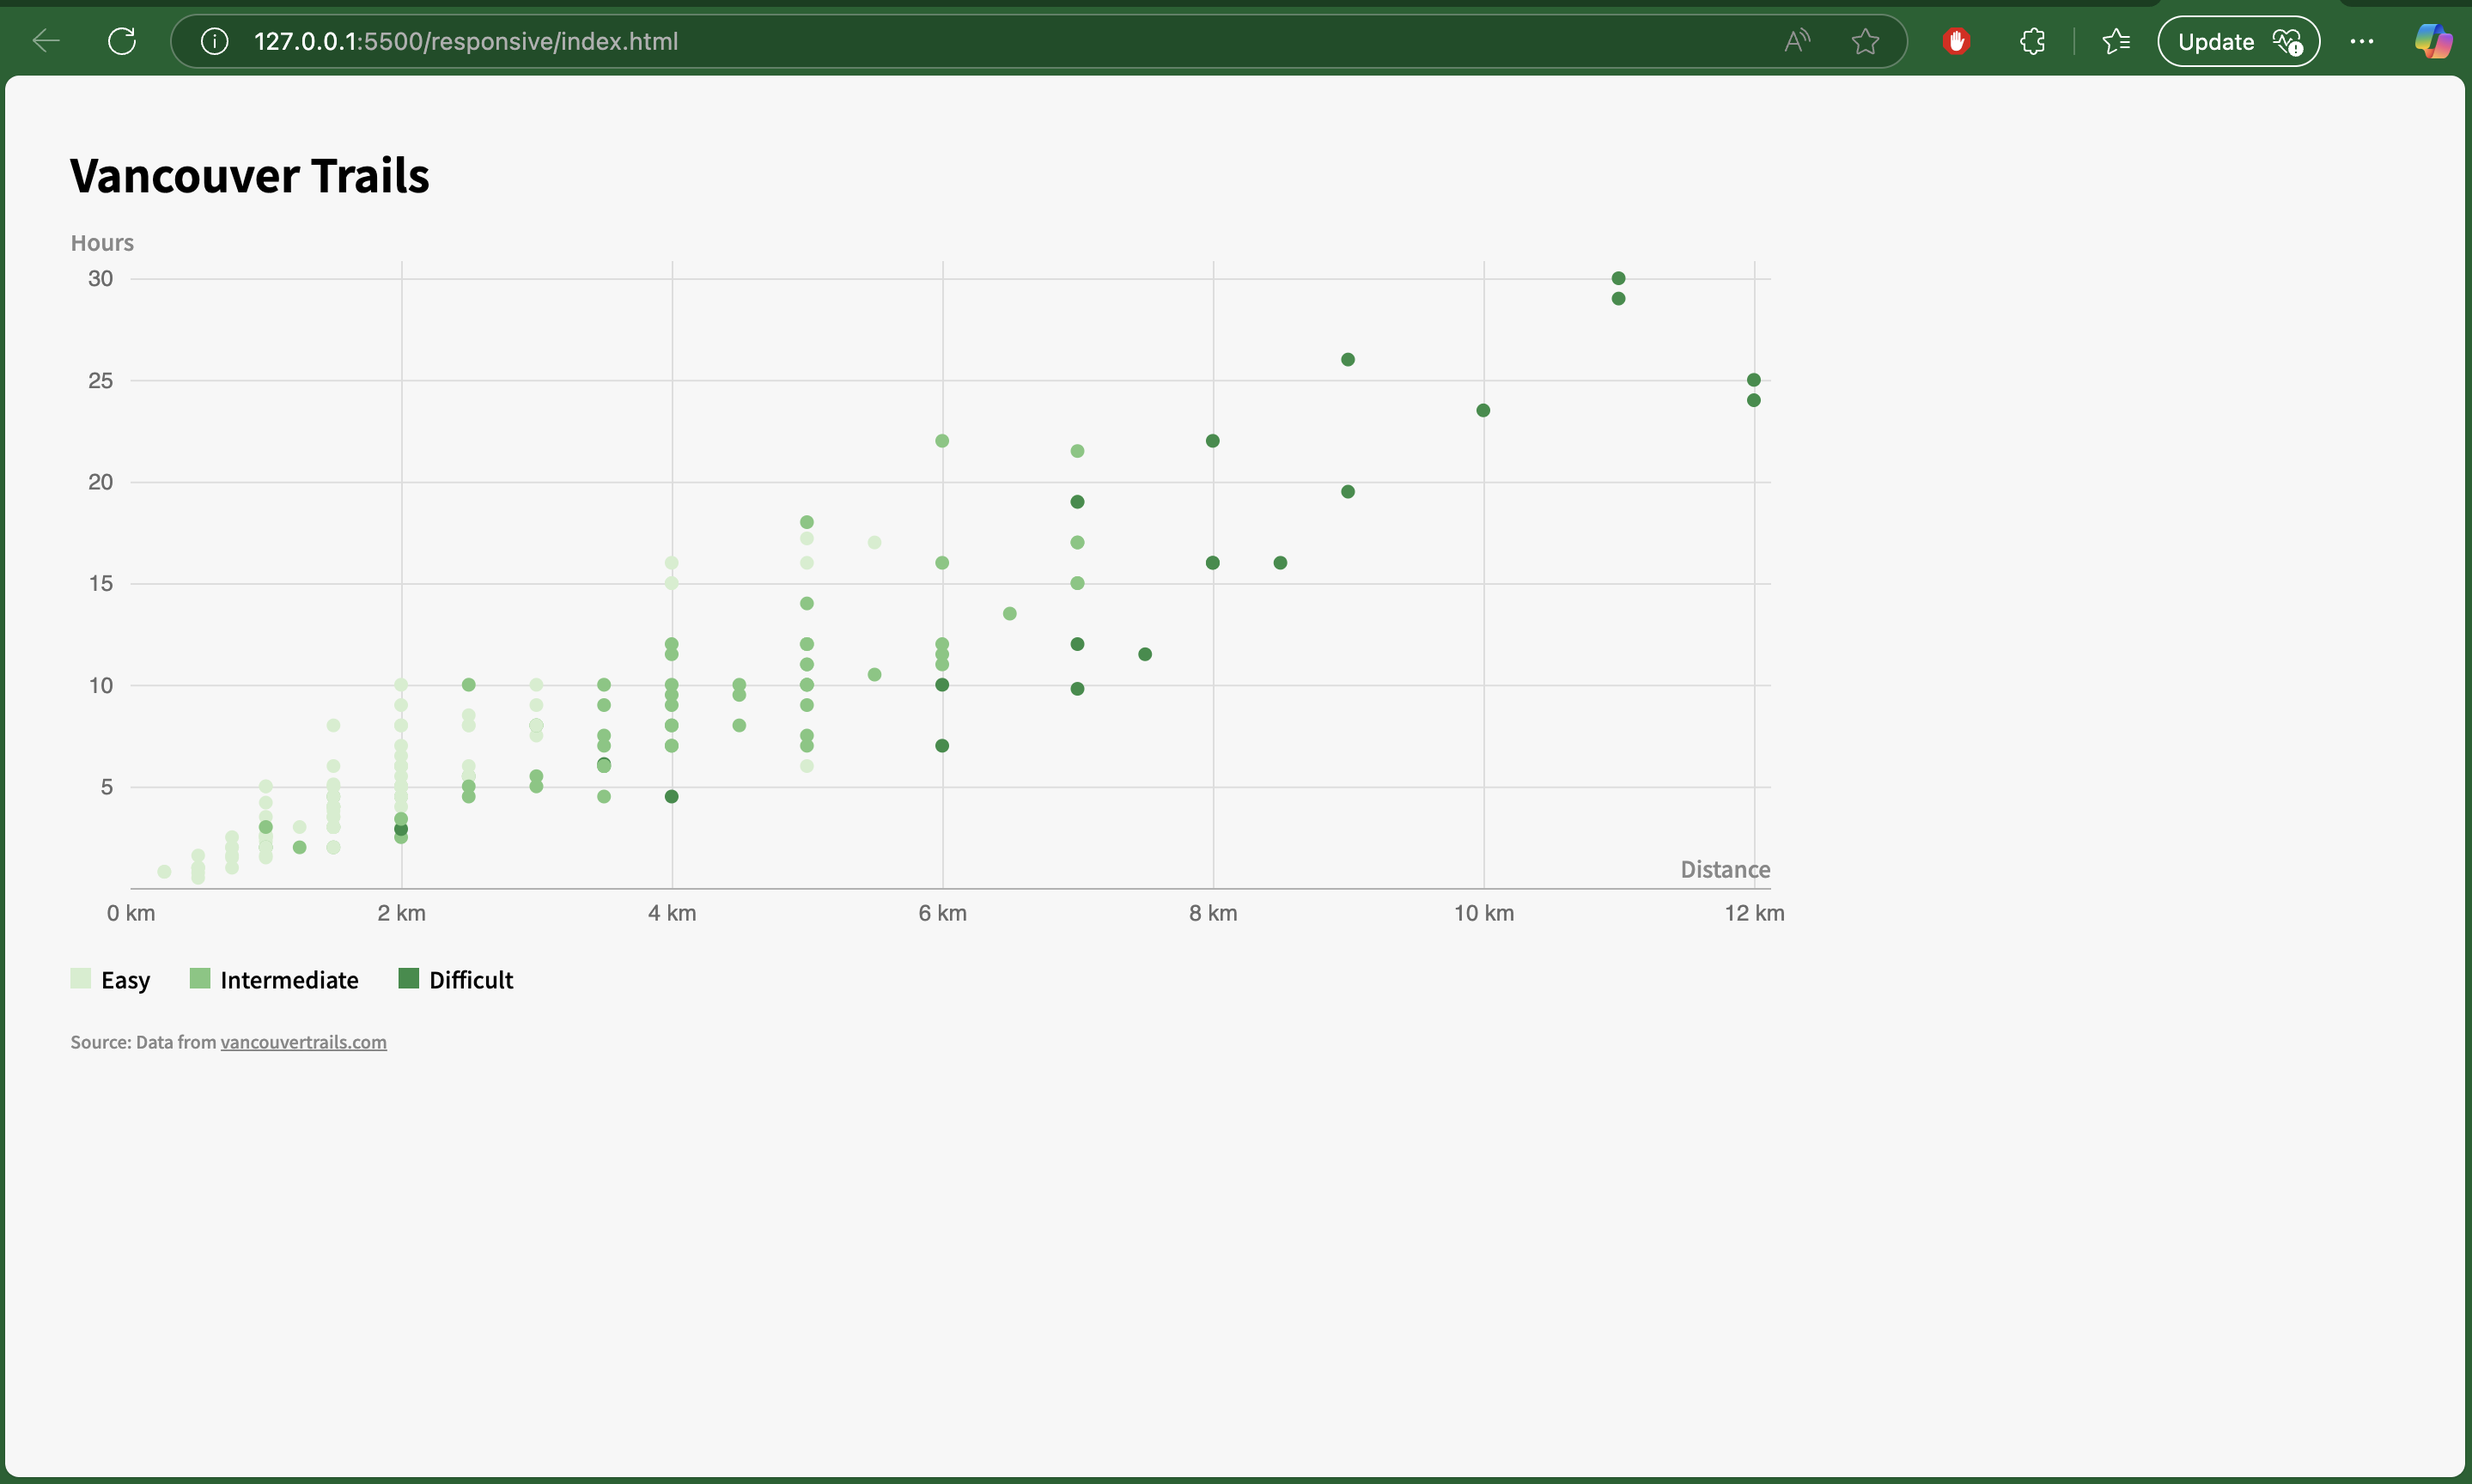 127.0.0.1:5500/responsive/index.html
Update
Vancouver Trails
Hours
30
25
20
15
10
5
Distance
0 km 2 km 4 km 6 km 8 km 10 km 12 km
Easy Intermediate Difficult
Source: Data from vancouvertrails.com